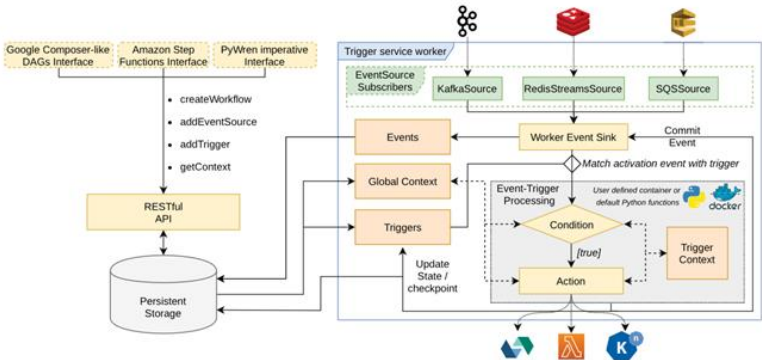 Google Composer-like
DAGs Interface
Amazon Step
Functions Interface
PyWren imperative
Interface
createWorkflow
addEventSource
addTrigger
getContext
RESTful
API
Persistent
Storage
Trigger service worker
EventSource
Subscribers
KafkaSource
RedisStreamsSource
SQSSource
Events
Worker Event Sink
Commit
Event
Match activation event with trigger
Global Context
Triggers
Event-Trigger
Processing
User defined container or
default Python functions
docker
Condition
[true]
Trigger
Context
Action
Update
State /
checkpoint
K
n